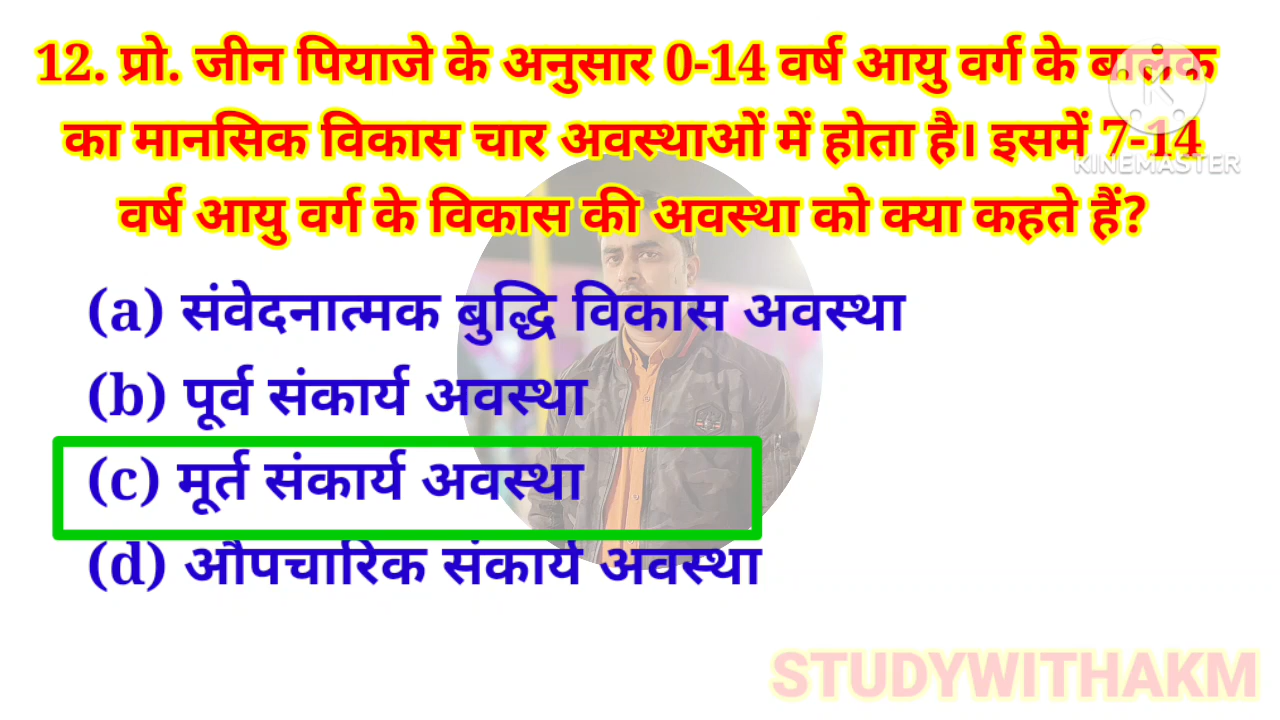 12. प्रो. जीन पियाजे के अनुसार 0-14 वर्ष आयु वर्ग के बालक
का मानसिक विकास चार अवस्थाओं में होता है। इसमें 7-14
वर्ष आयु वर्ग के विकास की अवस्था को क्या कहते हैं?
(a) संवेदनात्मक बुद्धि विकास अवस्था
(b) पूर्व संकार्य अवस्था
(c) मूर्त संकार्य अवस्था
(d) औपचारिक संकार्य अवस्था
K
KINEMASTER
STUDYWITHAKM